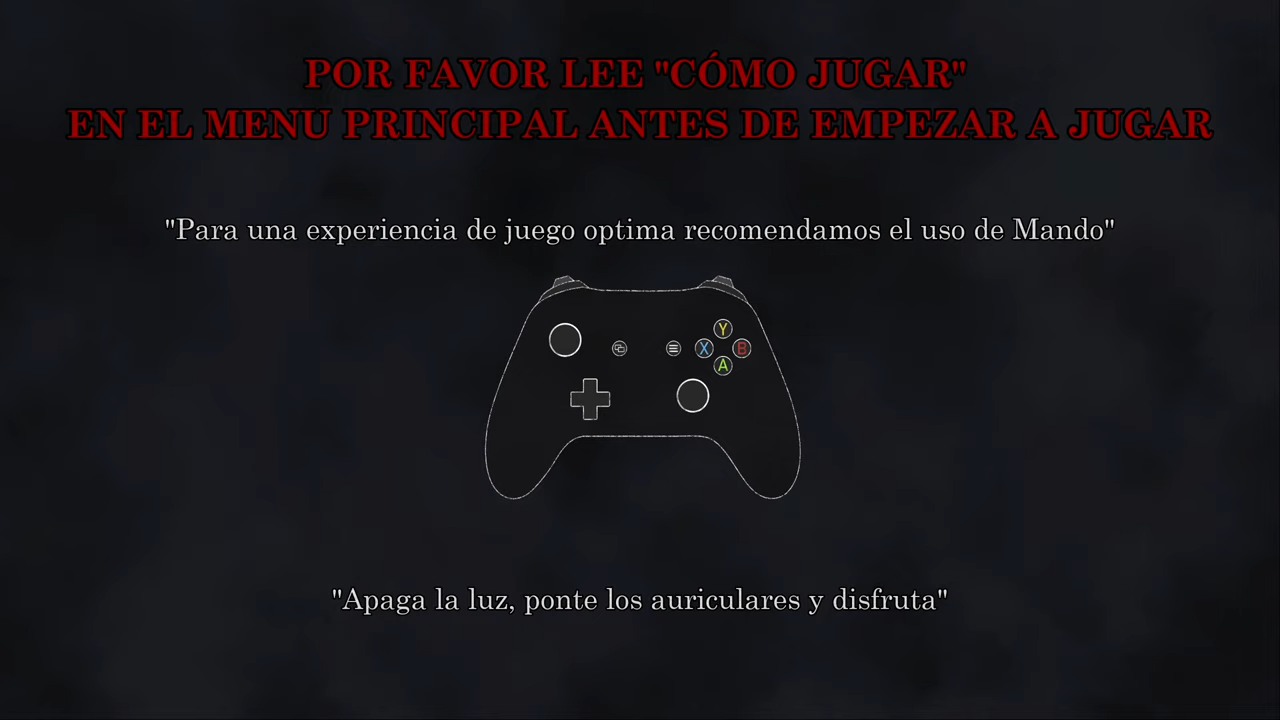 POR FAVOR LEE "CÓMO JUGAR"
EN EL MENU PRINCIPAL ANTES DE EMPEZAR A JUGAR
"Para una experiencia de juego optima recomendamos el uso de Mando"
Y
X B
A
"Apaga la luz, ponte los auriculares y disfruta"